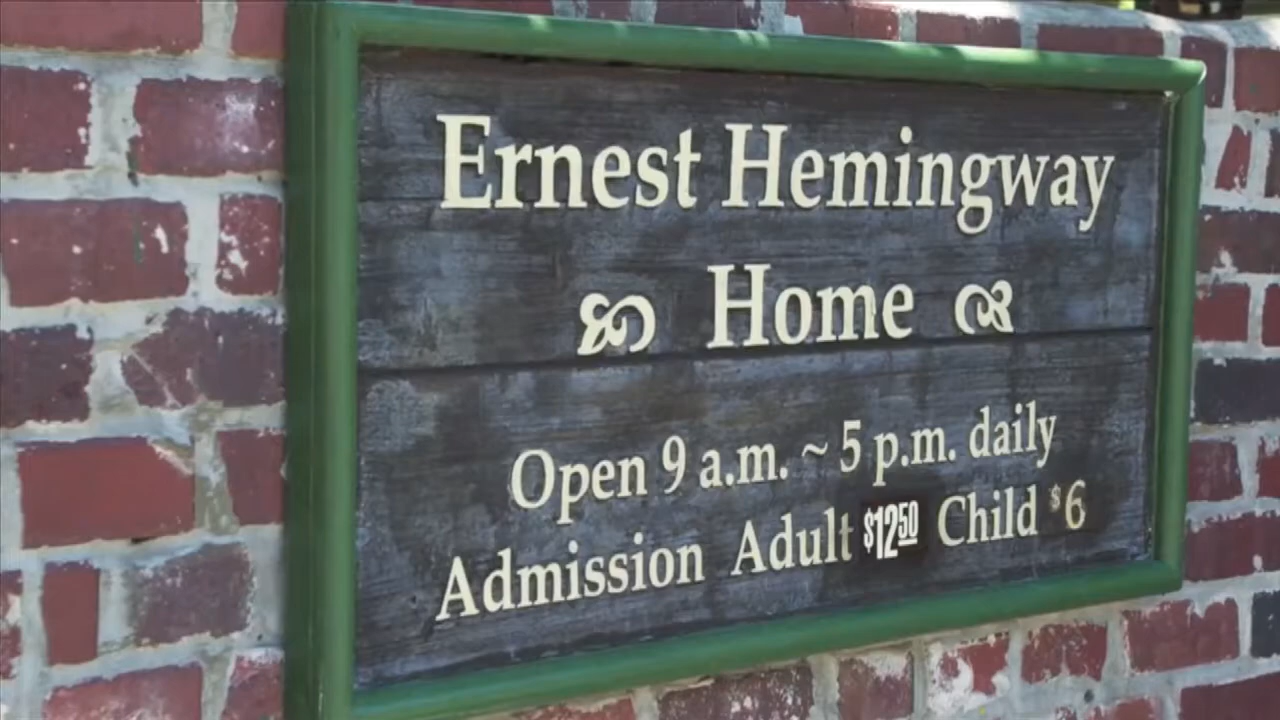 Ernest Hemingway
Home
Open 9 a.m. ~ 5 p.m. daily
Admission Adult $12.50 Child $6